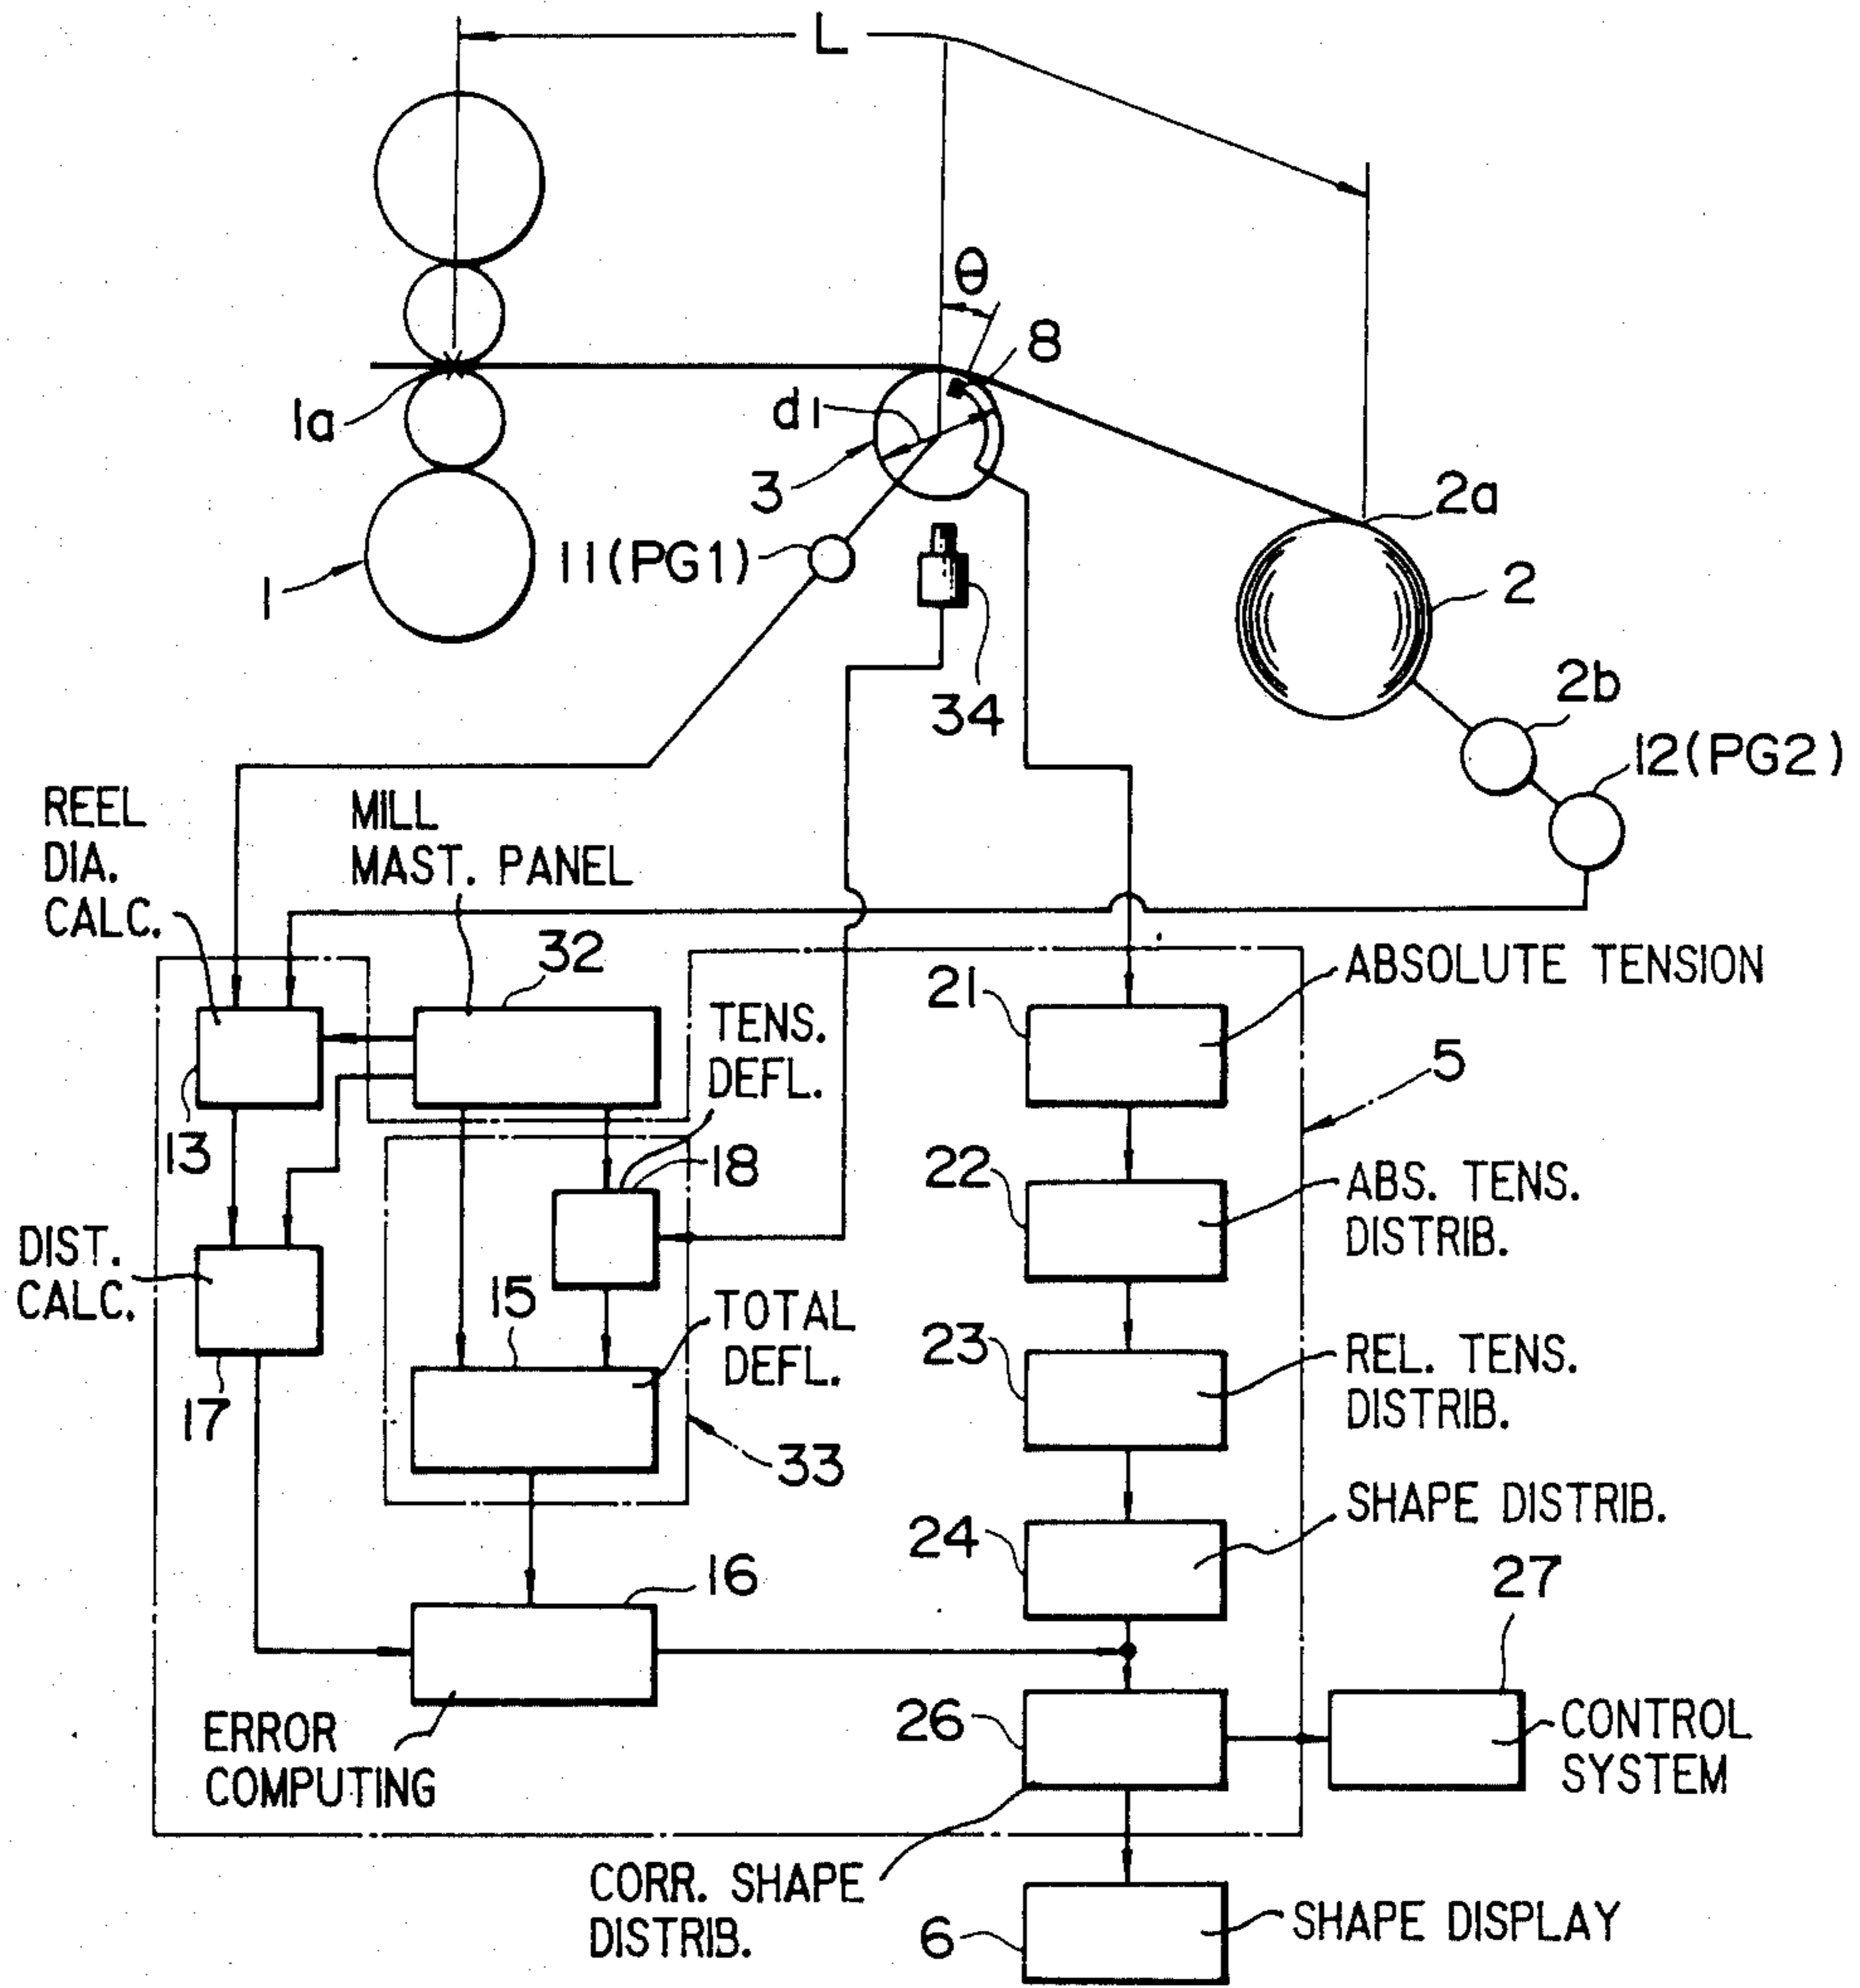 L
θ
8
1a
d1
3
2a
11(PG1)
2
1
34
2b
12(PG2)
REEL
DIA.
CALC.
MILL
MAST. PANEL
32
21
ABSOLUTE TENSION
TENS.
DEFL.
5
13
18
22
ABS. TENS.
DISTRIB.
DIST.
CALC.
15
TOTAL
DEFL.
23
REL. TENS.
DISTRIB.
17
33
SHAPE DISTRIB.
24
16
27
26
CONTROL
SYSTEM
ERROR
COMPUTING
CORR. SHAPE
DISTRIB.
6
SHAPE DISPLAY